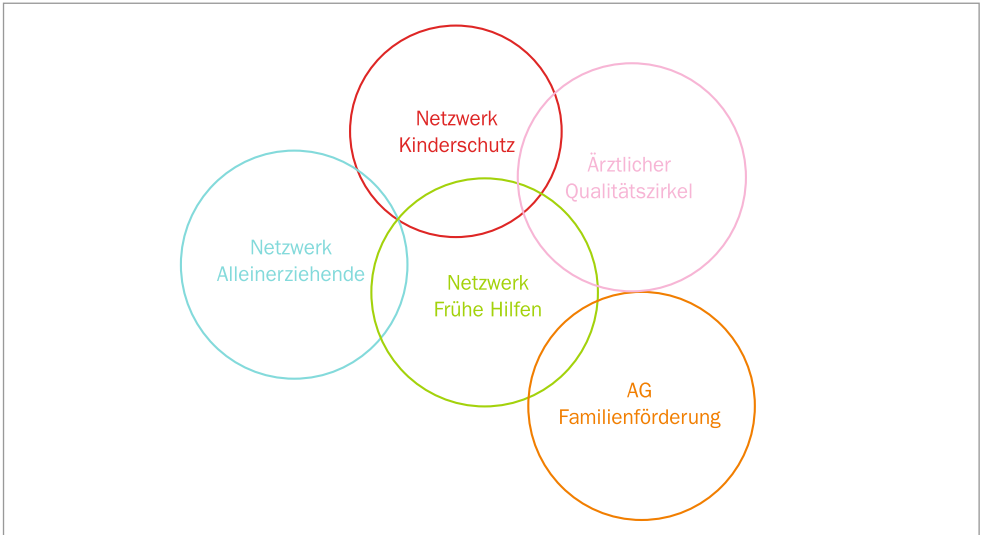 Netzwerk
Kinderschutz
Ärztlicher
Qualitätszirkel
Netzwerk
Alleinerziehende
Netzwerk
Frühe Hilfen
AG
Familienförderung